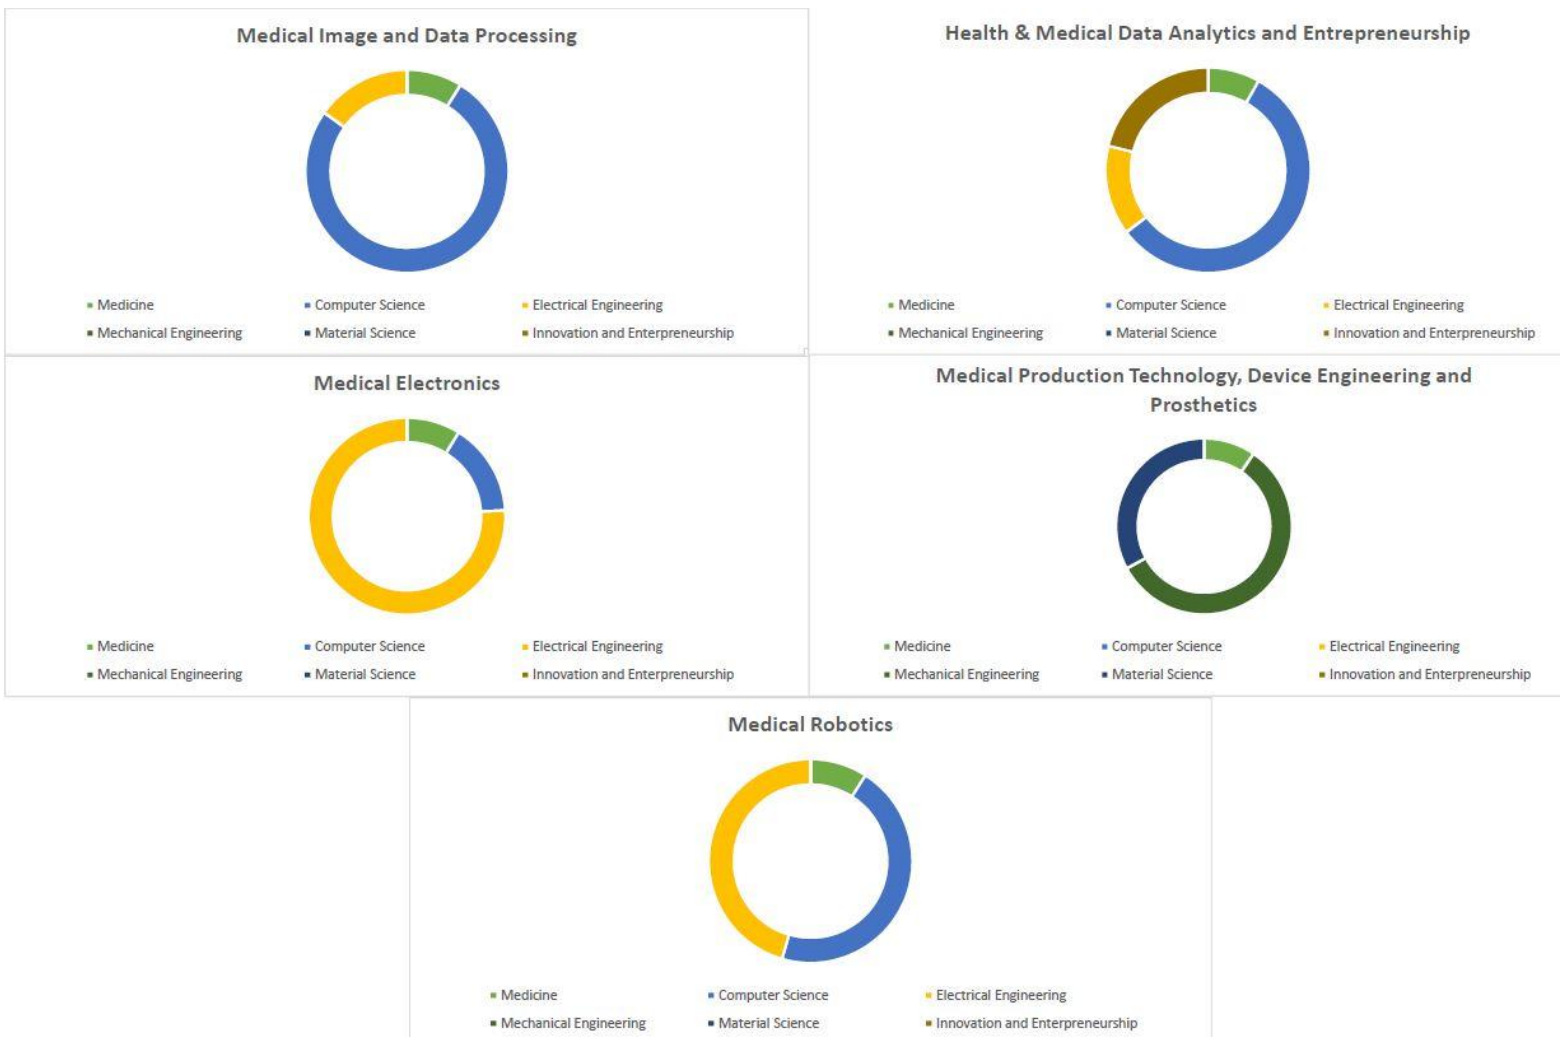 Medical Image and Data Processing
Medicine Computer Science Electrical Engineering
Mechanical Engineering Material Science Innovation and Enterpreneurship
Health & Medical Data Analytics and Entrepreneurship
Medicine Computer Science Electrical Engineering
Mechanical Engineering Material Science Innovation and Enterpreneurship
Medical Electronics
Medicine Computer Science Electrical Engineering
Mechanical Engineering Material Science Innovation and Enterpreneurship
Medical Production Technology, Device Engineering and
Prosthetics
Medicine Computer Science Electrical Engineering
Mechanical Engineering Material Science Innovation and Enterpreneurship
Medical Robotics
Medicine Computer Science Electrical Engineering
Mechanical Engineering Material Science Innovation and Enterpreneurship